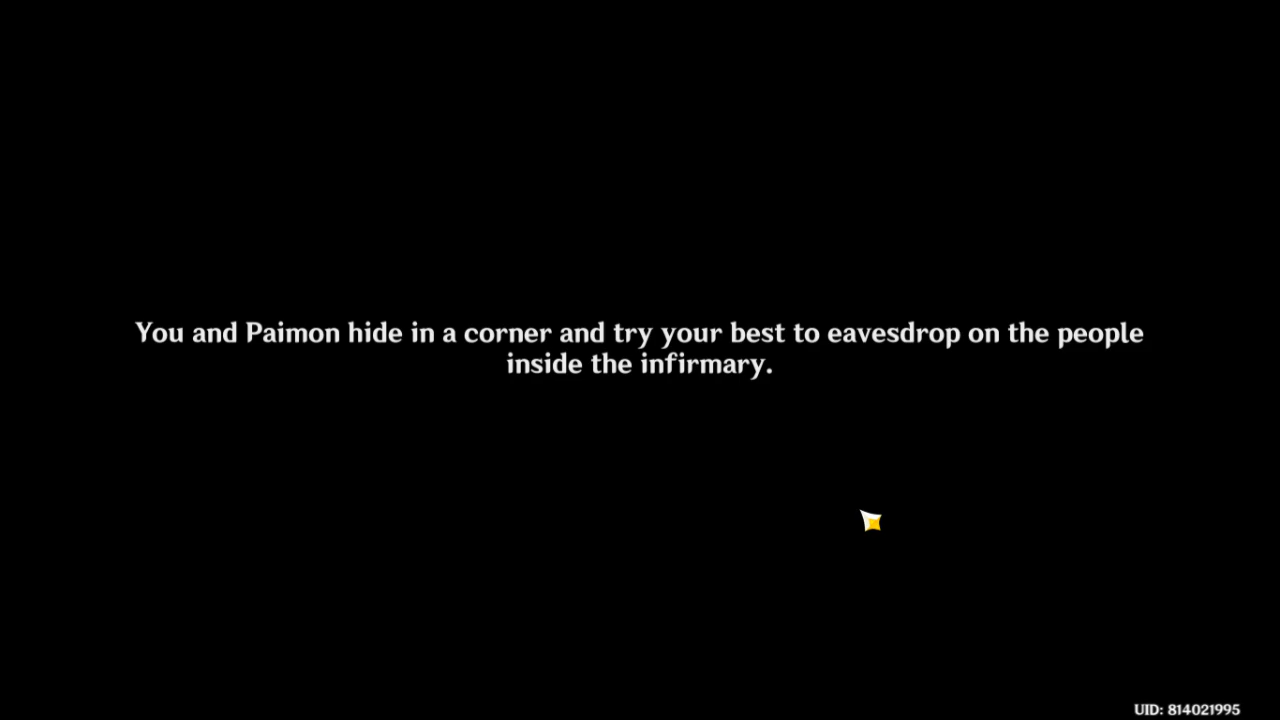 You and Paimon hide in a corner and try your best to eavesdrop on the people
inside the infirmary.
UID: 814021995